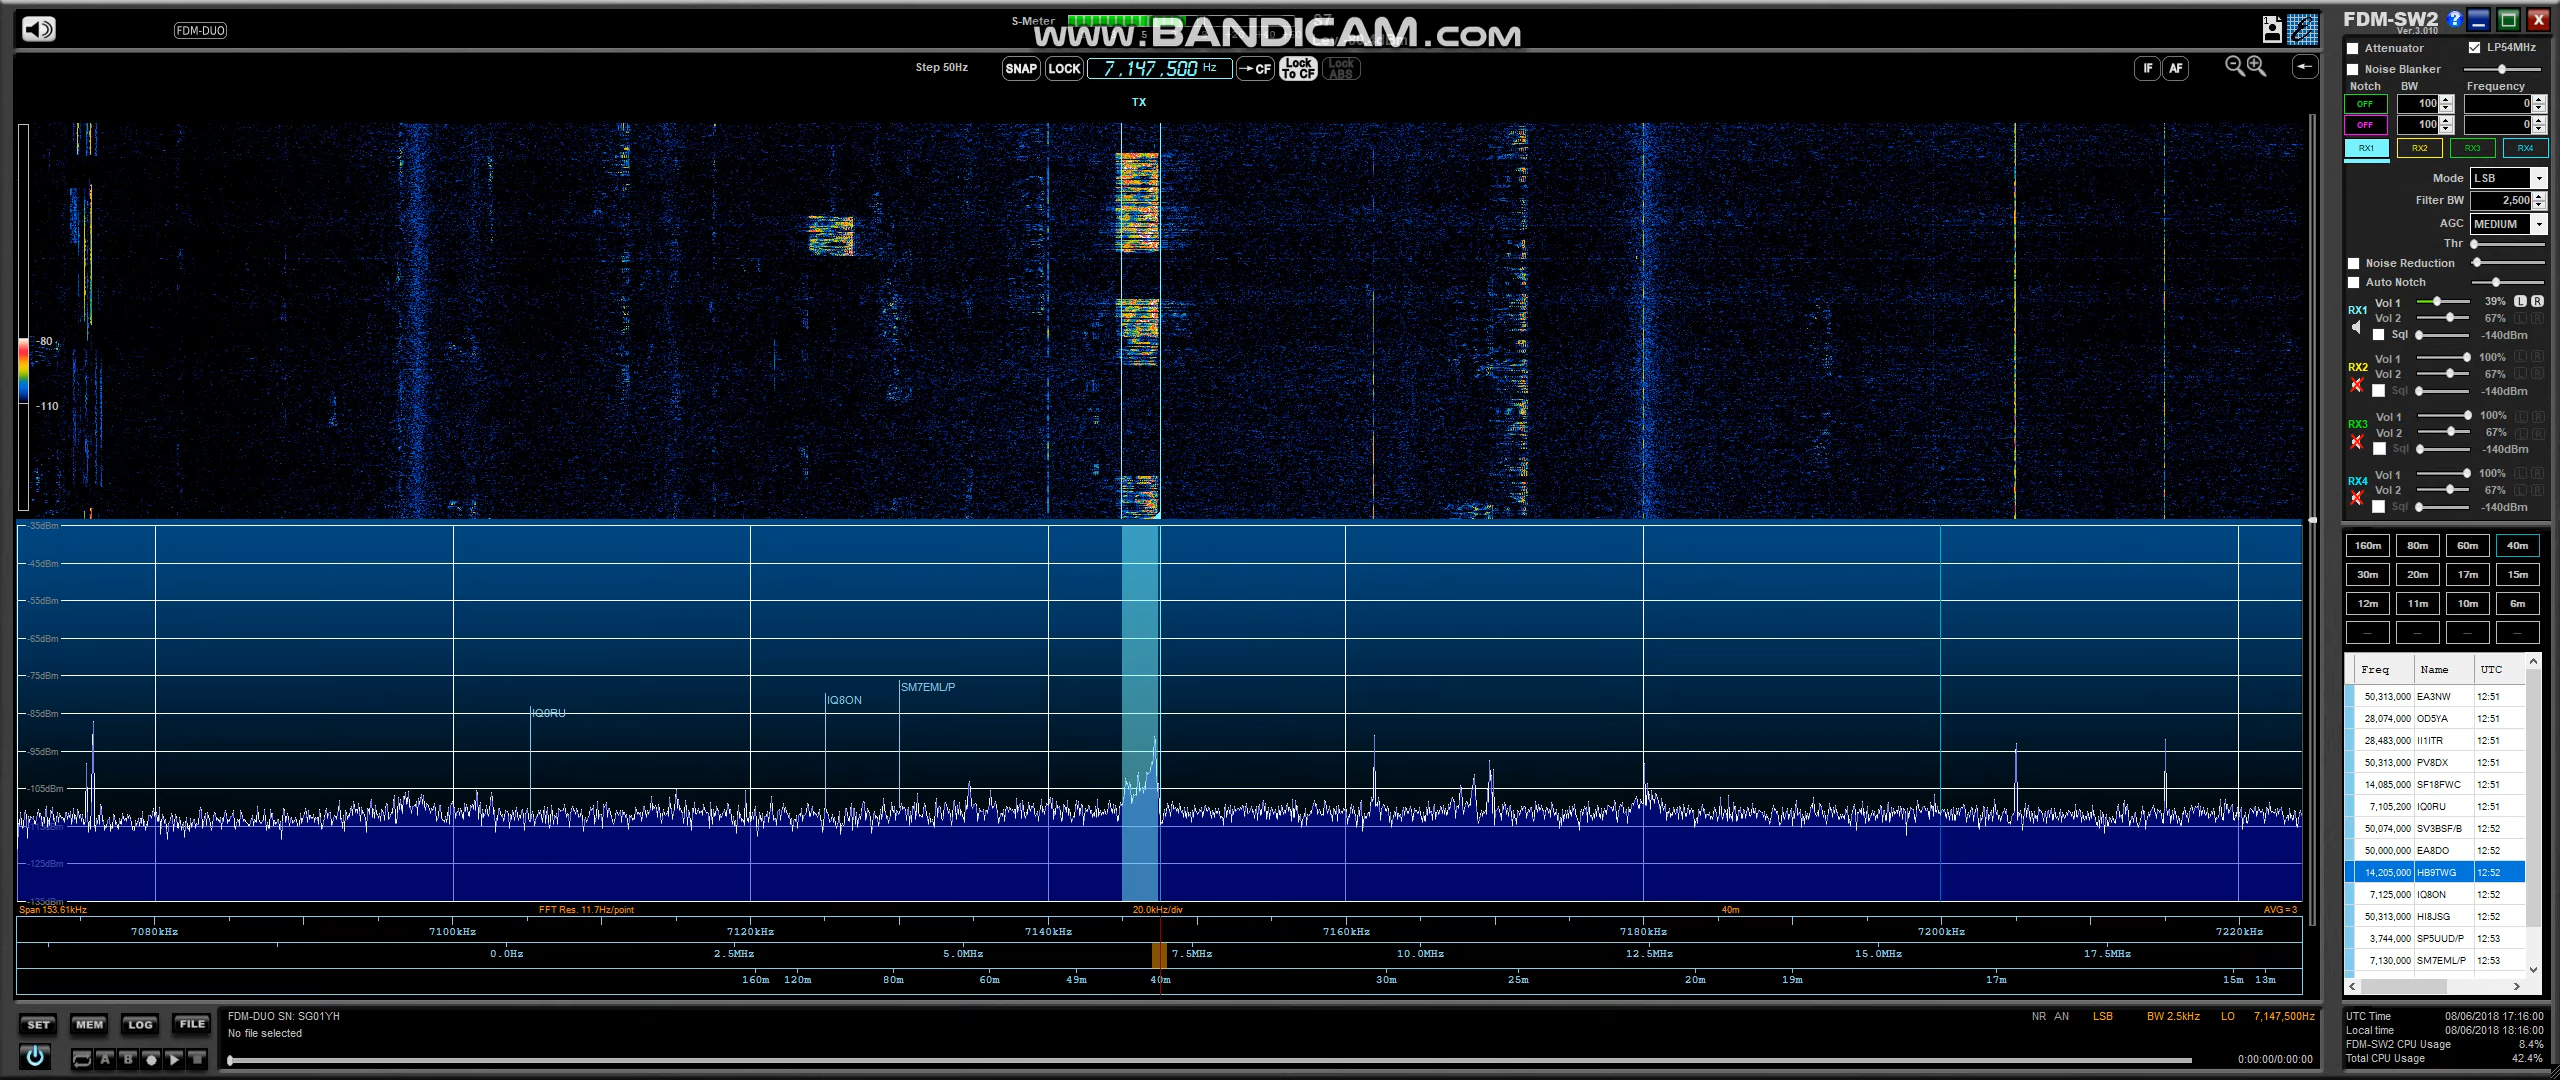 FDM-DUO
S-Meter
www.BANDICAM.com
FDM-SW2
Ver.3.010
Step 50Hz
SNAP
LOCK
7,147,500 Hz
→CF
Lock To CF
Lock ABS
IF
AF
TX
-80
-110
-35dBm
-45dBm
-55dBm
-65dBm
-75dBm
-85dBm
-95dBm
-105dBm
-125dBm
-135dBm
IQ0RU
IQ8ON
SM7EML/P
Span 153.61kHz
FFT Res. 11.7Hz/point
20.0kHz/div
40m
AVG=3
7080kHz 7100kHz 7120kHz 7140kHz 7160kHz 7180kHz 7200kHz 7220kHz
0.0Hz 2.5MHz 5.0MHz 7.5MHz 10.0MHz 12.5MHz 15.0MHz 17.5MHz
160m 120m 80m 60m 49m 40m 30m 25m 20m 19m 17m 15m 13m
SET MEM LOG FILE
A B
FDM-DUO SN: SG01YH
No file selected
NR AN LSB BW 2.5kHz LO 7,147,500Hz
0:00:00/0:00:00
Attenuator
LP54MHz
Noise Blanker
Notch BW Frequency
OFF 100 0
OFF 100 0
RX1 RX2 RX3 RX4
Mode LSB
Filter BW 2,500
AGC MEDIUM
Thr
Noise Reduction
Auto Notch
RX1
Vol 1 39% L R
Vol 2 67% L R
Sql -140dBm
RX2
Vol 1 100% L R
Vol 2 67% L R
Sql -140dBm
RX3
Vol 1 100% L R
Vol 2 67% L R
Sql -140dBm
RX4
Vol 1 100% L R
Vol 2 67% L R
Sql -140dBm
160m 80m 60m 40m
30m 20m 17m 15m
12m 11m 10m 6m
Freq Name UTC
50,313,000 EA3NW 12:51
28,074,000 OD5YA 12:51
28,483,000 II1ITR 12:51
50,313,000 PV8DX 12:51
14,085,000 SF18FWC 12:51
7,105,200 IQ0RU 12:51
50,074,000 SV3BSF/B 12:52
50,000,000 EA8DO 12:52
14,205,000 HB9TWG 12:52
7,125,000 IQ8ON 12:52
50,313,000 HI8JSG 12:52
3,744,000 SP5UUD/P 12:53
7,130,000 SM7EML/P 12:53
UTC Time 08/06/2018 17:16:00
Local time 08/06/2018 18:16:00
FDM-SW2 CPU Usage 8.4%
Total CPU Usage 42.4%